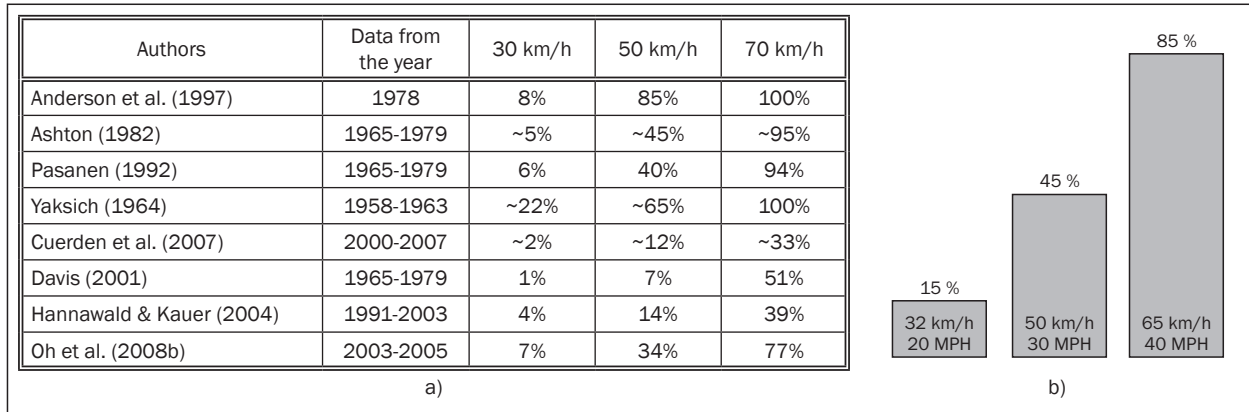 Authors Data from the year 30 km/h 50 km/h 70 km/h
Anderson et al. (1997) 1978 8% 85% 100%
Ashton (1982) 1965-1979 ~5% ~45% ~95%
Pasanen (1992) 1965-1979 6% 40% 94%
Yaksich (1964) 1958-1963 ~22% ~65% 100%
Cuerden et al. (2007) 2000-2007 ~2% ~12% ~33%
Davis (2001) 1965-1979 1% 7% 51%
Hannawald & Kauer (2004) 1991-2003 4% 14% 39%
Oh et al. (2008b) 2003-2005 7% 34% 77%
a)
85 %
45 %
15 %
32 km/h 50 km/h 65 km/h
20 MPH 30 MPH 40 MPH
b)